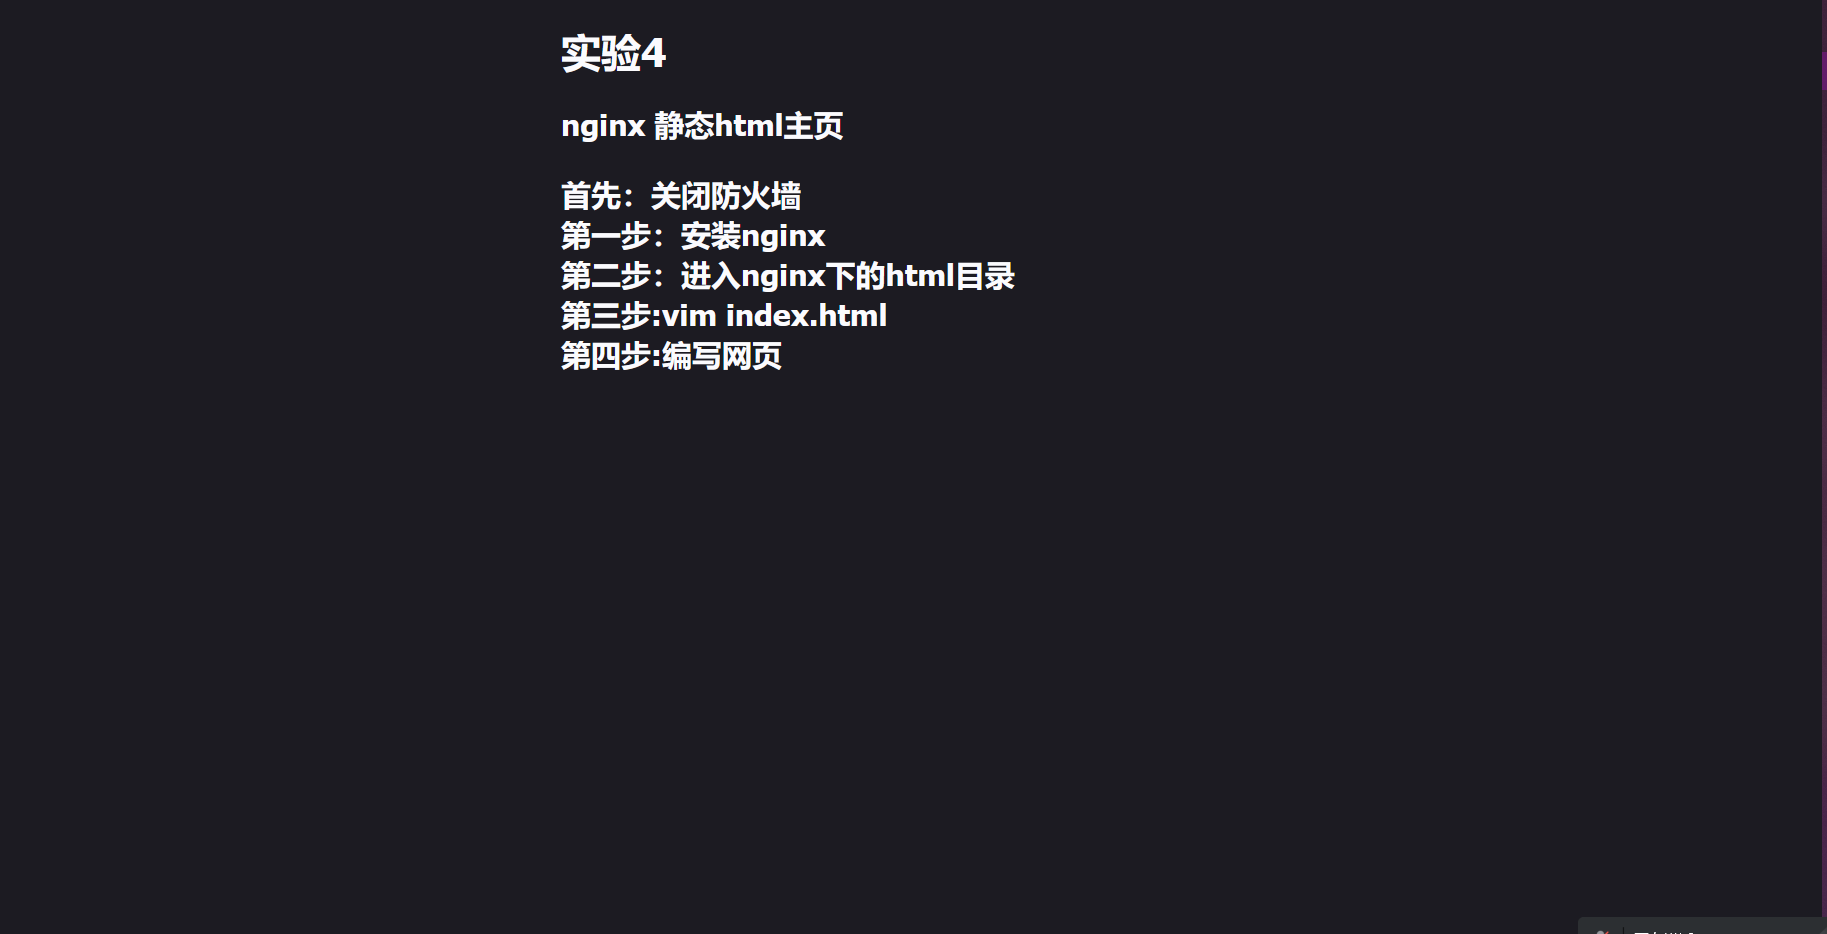 实验4
nginx 静态html主页
首先：关闭防火墙
第一步：安装nginx
第二步：进入nginx下的html目录
第三步:vim index.html
第四步:编写网页